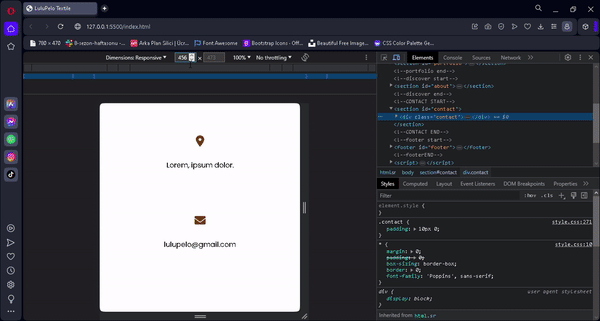 LuluPelo Textile
127.0.0.1:5500/index.html
780 × 470
B-sezon-haftasonu -
Arka Plan Silici | Ücr...
Font Awesome
Bootstrap Icons · Off...
Beautiful Free Image...
CSS Color Palette Ge...
Dimensions: Responsive
456
×
100%
No throttling
Elements
Console
Sources
Network
<!--portfolio end-->
<!--discover start-->
<section id="about"> </section>
<!--discover end-->
<!--CONTACT START-->
<section id="contact">
<div class="contact"> </div> == $0
</section>
<!--CONTACT END-->
<!--footer start-->
<footer id="footer"> </footer>
<!--footerEND-->
<script> </script>
html.sr
body
section#contact
div.contact
Styles
Computed
Layout
Event Listeners
DOM Breakpoints
Properties
Filter
:hov
.cls
element.style {
}
.contact {
style.css:271
padding: 10px 0;
}
* {
style.css:10
margin: 0;
padding: 0;
box-sizing: border-box;
border: 0;
font-family: 'Poppins', sans-serif;
}
div {
user agent stylesheet
display: block;
}
Inherited from html.sr
Lorem, ipsum dolor.
lulupelo@gmail.com